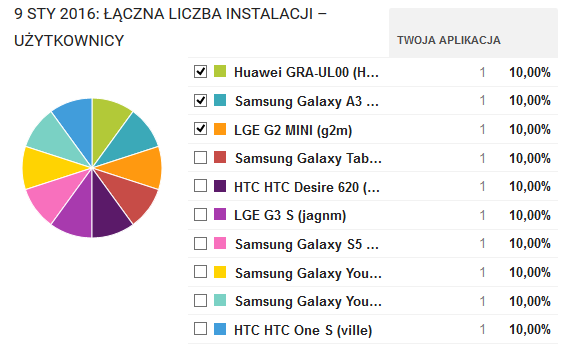 9 STY 2016: ŁĄCZNA LICZBA INSTALACJI –
UŻYTKOWNICY
TWOJA APLIKACJA
Huawei GRA-UL00 (H... 1 10,00%
Samsung Galaxy A3 ... 1 10,00%
LGE G2 MINI (g2m) 1 10,00%
Samsung Galaxy Tab... 1 10,00%
HTC HTC Desire 620 (... 1 10,00%
LGE G3 S (jagnm) 1 10,00%
Samsung Galaxy S5 ... 1 10,00%
Samsung Galaxy You... 1 10,00%
Samsung Galaxy You... 1 10,00%
HTC HTC One S (ville) 1 10,00%